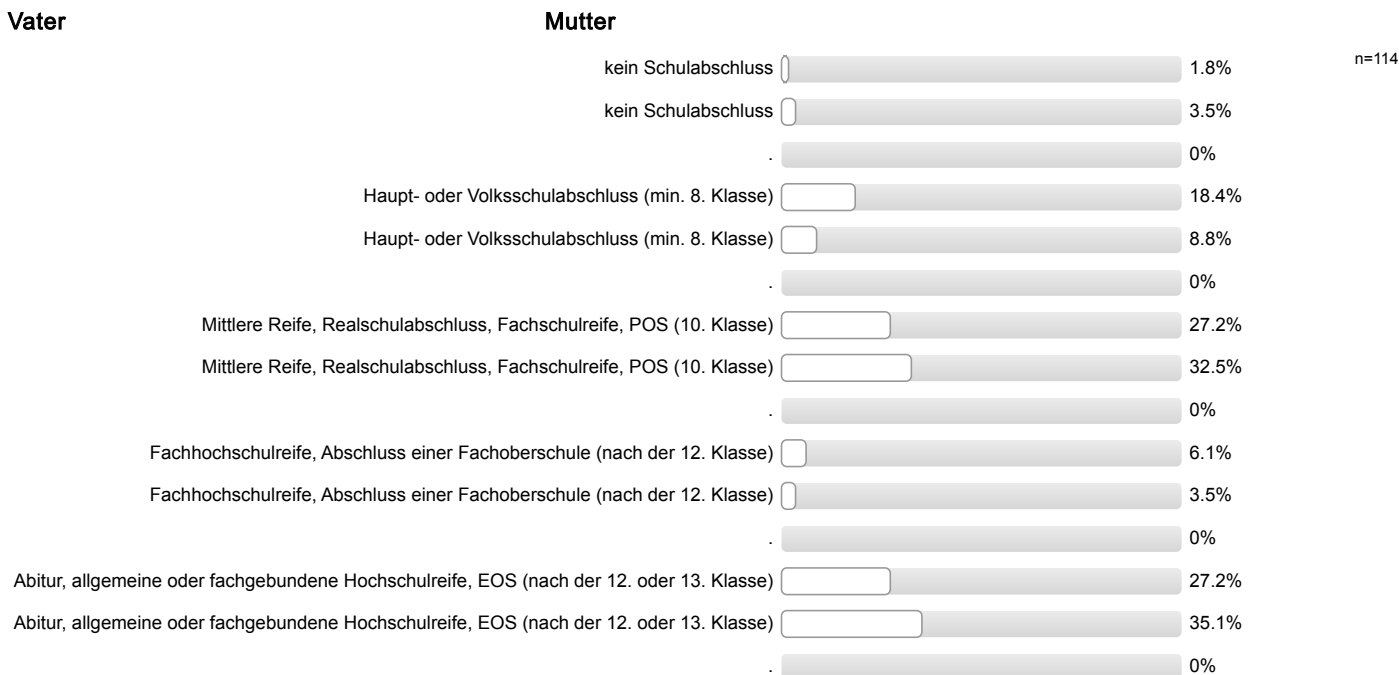 Vater Mutter
n=114
kein Schulabschluss 1.8%
kein Schulabschluss 3.5%
. 0%
Haupt- oder Volksschulabschluss (min. 8. Klasse) 18.4%
Haupt- oder Volksschulabschluss (min. 8. Klasse) 8.8%
. 0%
Mittlere Reife, Realschulabschluss, Fachschulreife, POS (10. Klasse) 27.2%
Mittlere Reife, Realschulabschluss, Fachschulreife, POS (10. Klasse) 32.5%
. 0%
Fachhochschulreife, Abschluss einer Fachoberschule (nach der 12. Klasse) 6.1%
Fachhochschulreife, Abschluss einer Fachoberschule (nach der 12. Klasse) 3.5%
. 0%
Abitur, allgemeine oder fachgebundene Hochschulreife, EOS (nach der 12. oder 13. Klasse) 27.2%
Abitur, allgemeine oder fachgebundene Hochschulreife, EOS (nach der 12. oder 13. Klasse) 35.1%
. 0%